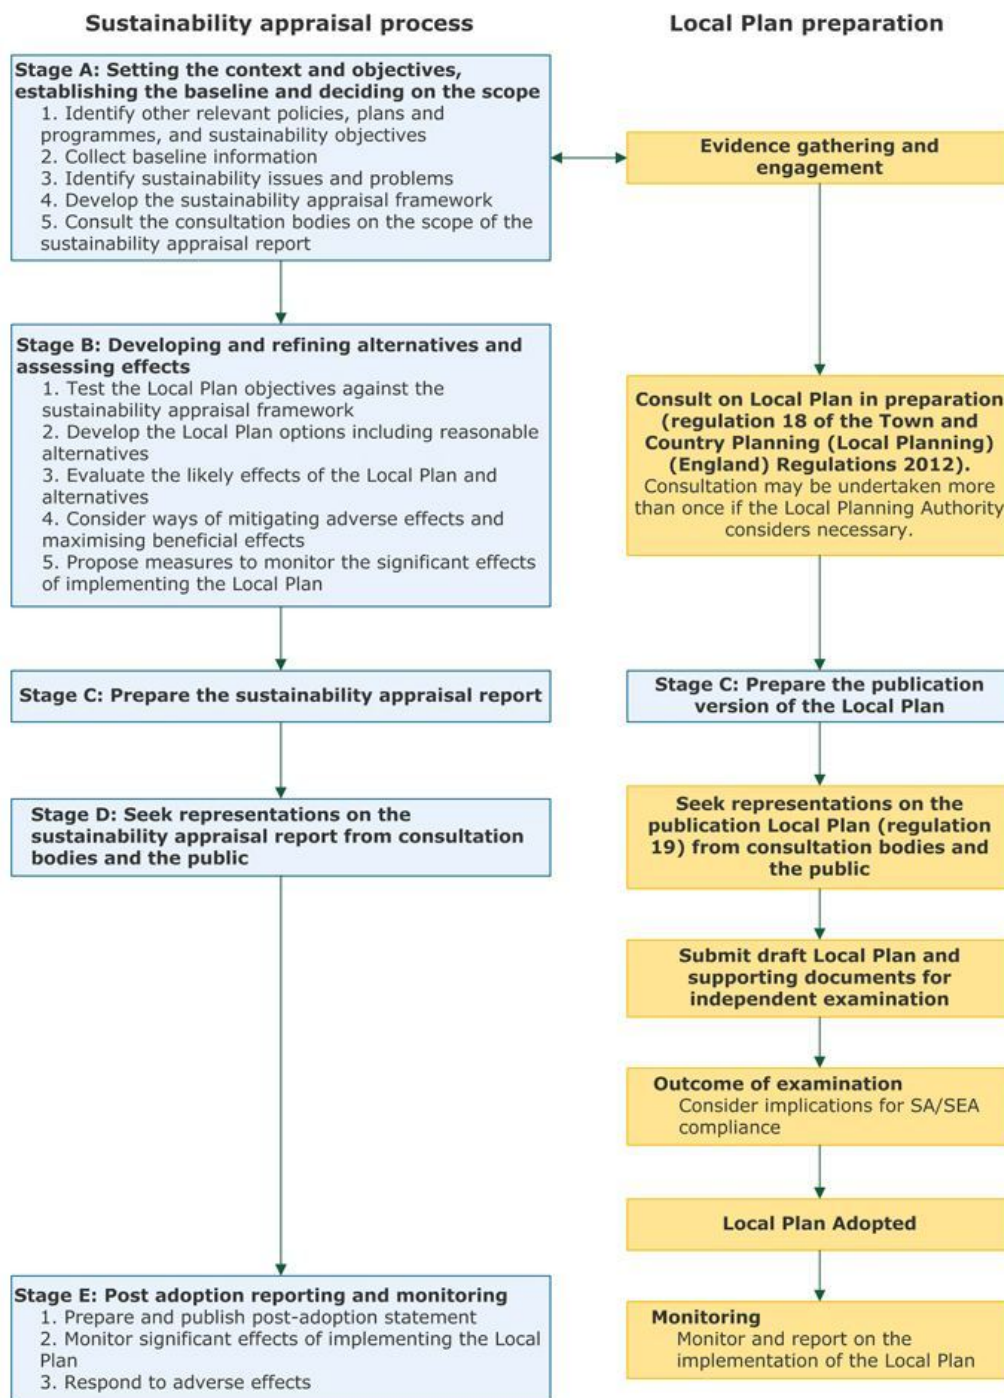 Sustainability appraisal process
Stage A: Setting the context and objectives,
establishing the baseline and deciding on the scope
1. Identify other relevant policies, plans and
programmes, and sustainability objectives
2. Collect baseline information
3. Identify sustainability issues and problems
4. Develop the sustainability appraisal framework
5. Consult the consultation bodies on the scope of the
sustainability appraisal report
Stage B: Developing and refining alternatives and
assessing effects
1. Test the Local Plan objectives against the
sustainability appraisal framework
2. Develop the Local Plan options including reasonable
alternatives
3. Evaluate the likely effects of the Local Plan and
alternatives
4. Consider ways of mitigating adverse effects and
maximising beneficial effects
5. Propose measures to monitor the significant effects
of implementing the Local Plan
Stage C: Prepare the sustainability appraisal report
Stage D: Seek representations on the
sustainability appraisal report from consultation
bodies and the public
Stage E: Post adoption reporting and monitoring
1. Prepare and publish post-adoption statement
2. Monitor significant effects of implementing the Local
Plan
3. Respond to adverse effects
Local Plan preparation
Evidence gathering and
engagement
Consult on Local Plan in preparation
(regulation 18 of the Town and
Country Planning (Local Planning)
(England) Regulations 2012).
Consultation may be undertaken more
than once if the Local Planning Authority
considers necessary.
Stage C: Prepare the publication
version of the Local Plan
Seek representations on the
publication Local Plan (regulation
19) from consultation bodies and
the public
Submit draft Local Plan and
supporting documents for
independent examination
Outcome of examination
Consider implications for SA/SEA
compliance
Local Plan Adopted
Monitoring
Monitor and report on the
implementation of the Local Plan